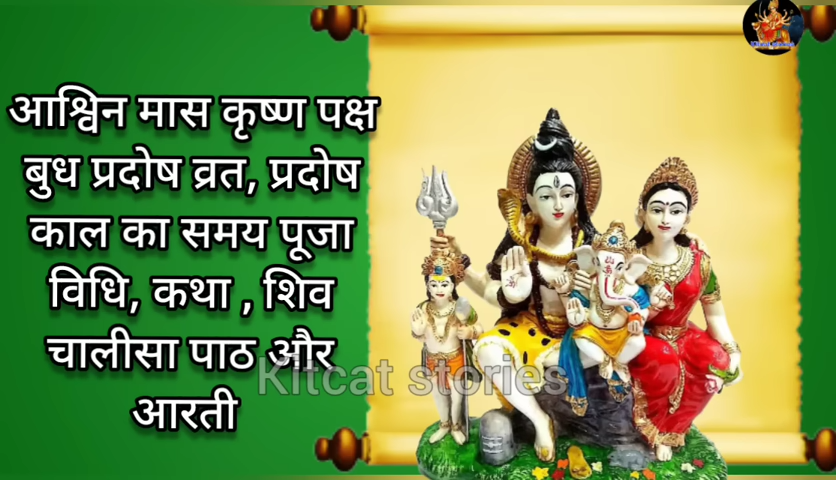 आश्विन मास कृष्ण पक्ष
बुध प्रदोष व्रत, प्रदोष
काल का समय पूजा
विधि, कथा , शिव
चालीसा पाठ और
आरती
Kitcat stories